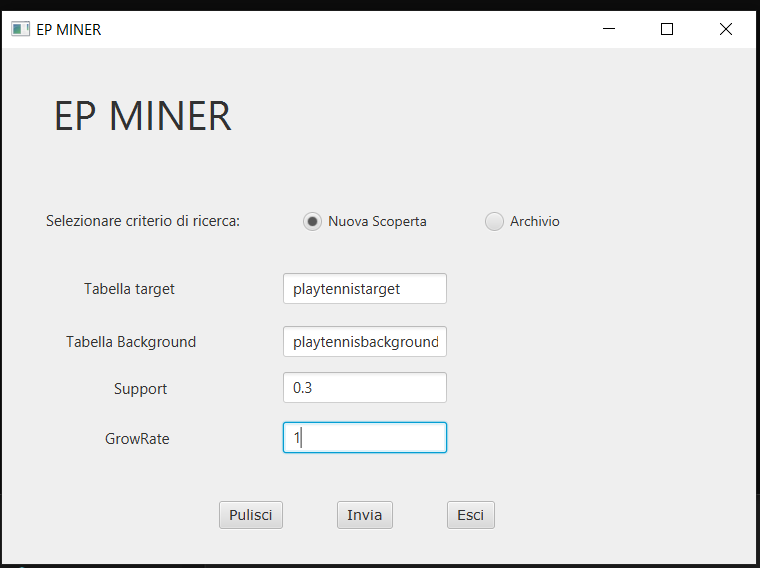 EP MINER
EP MINER
Selezionare criterio di ricerca: Nuova Scoperta Archivio
Tabella target playtennistarget
Tabella Background playtennisbackground
Support 0.3
GrowRate 1
Pulisci Invia Esci